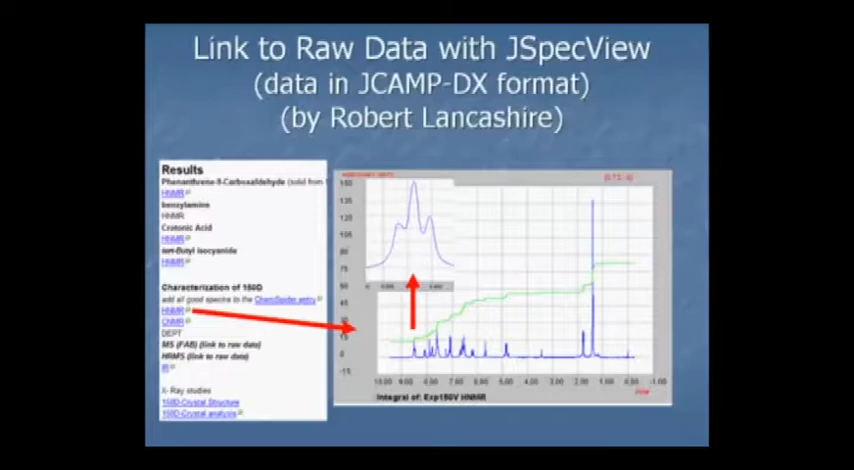 Link to Raw Data with JSpecView
(data in JCAMP-DX format)
(by Robert Lancashire)
Results
Phenanthrene-9-Carboxaldehyde (solid from
HNMR
benzylamine
HNMR
Crotonic Acid
HNMR
tert-Butyl isocyanide
HNMR
Characterization of 150D
add all good spectra to the ChemSpider entry
HNMR
CNMR
DEPT
MS (FAB) (link to raw data)
HRMS (link to raw data)
IR
X- Ray studies
150D-Crystal Structure
150D-Crystal analysis
150
135
120
105
90
75
60
45
30
15
0
-15
10.00 9.00 8.00 7.00 6.00 5.00 4.00 3.00 2.00 1.00 0.00 -1.00
Integral of: Exp150V HNMR